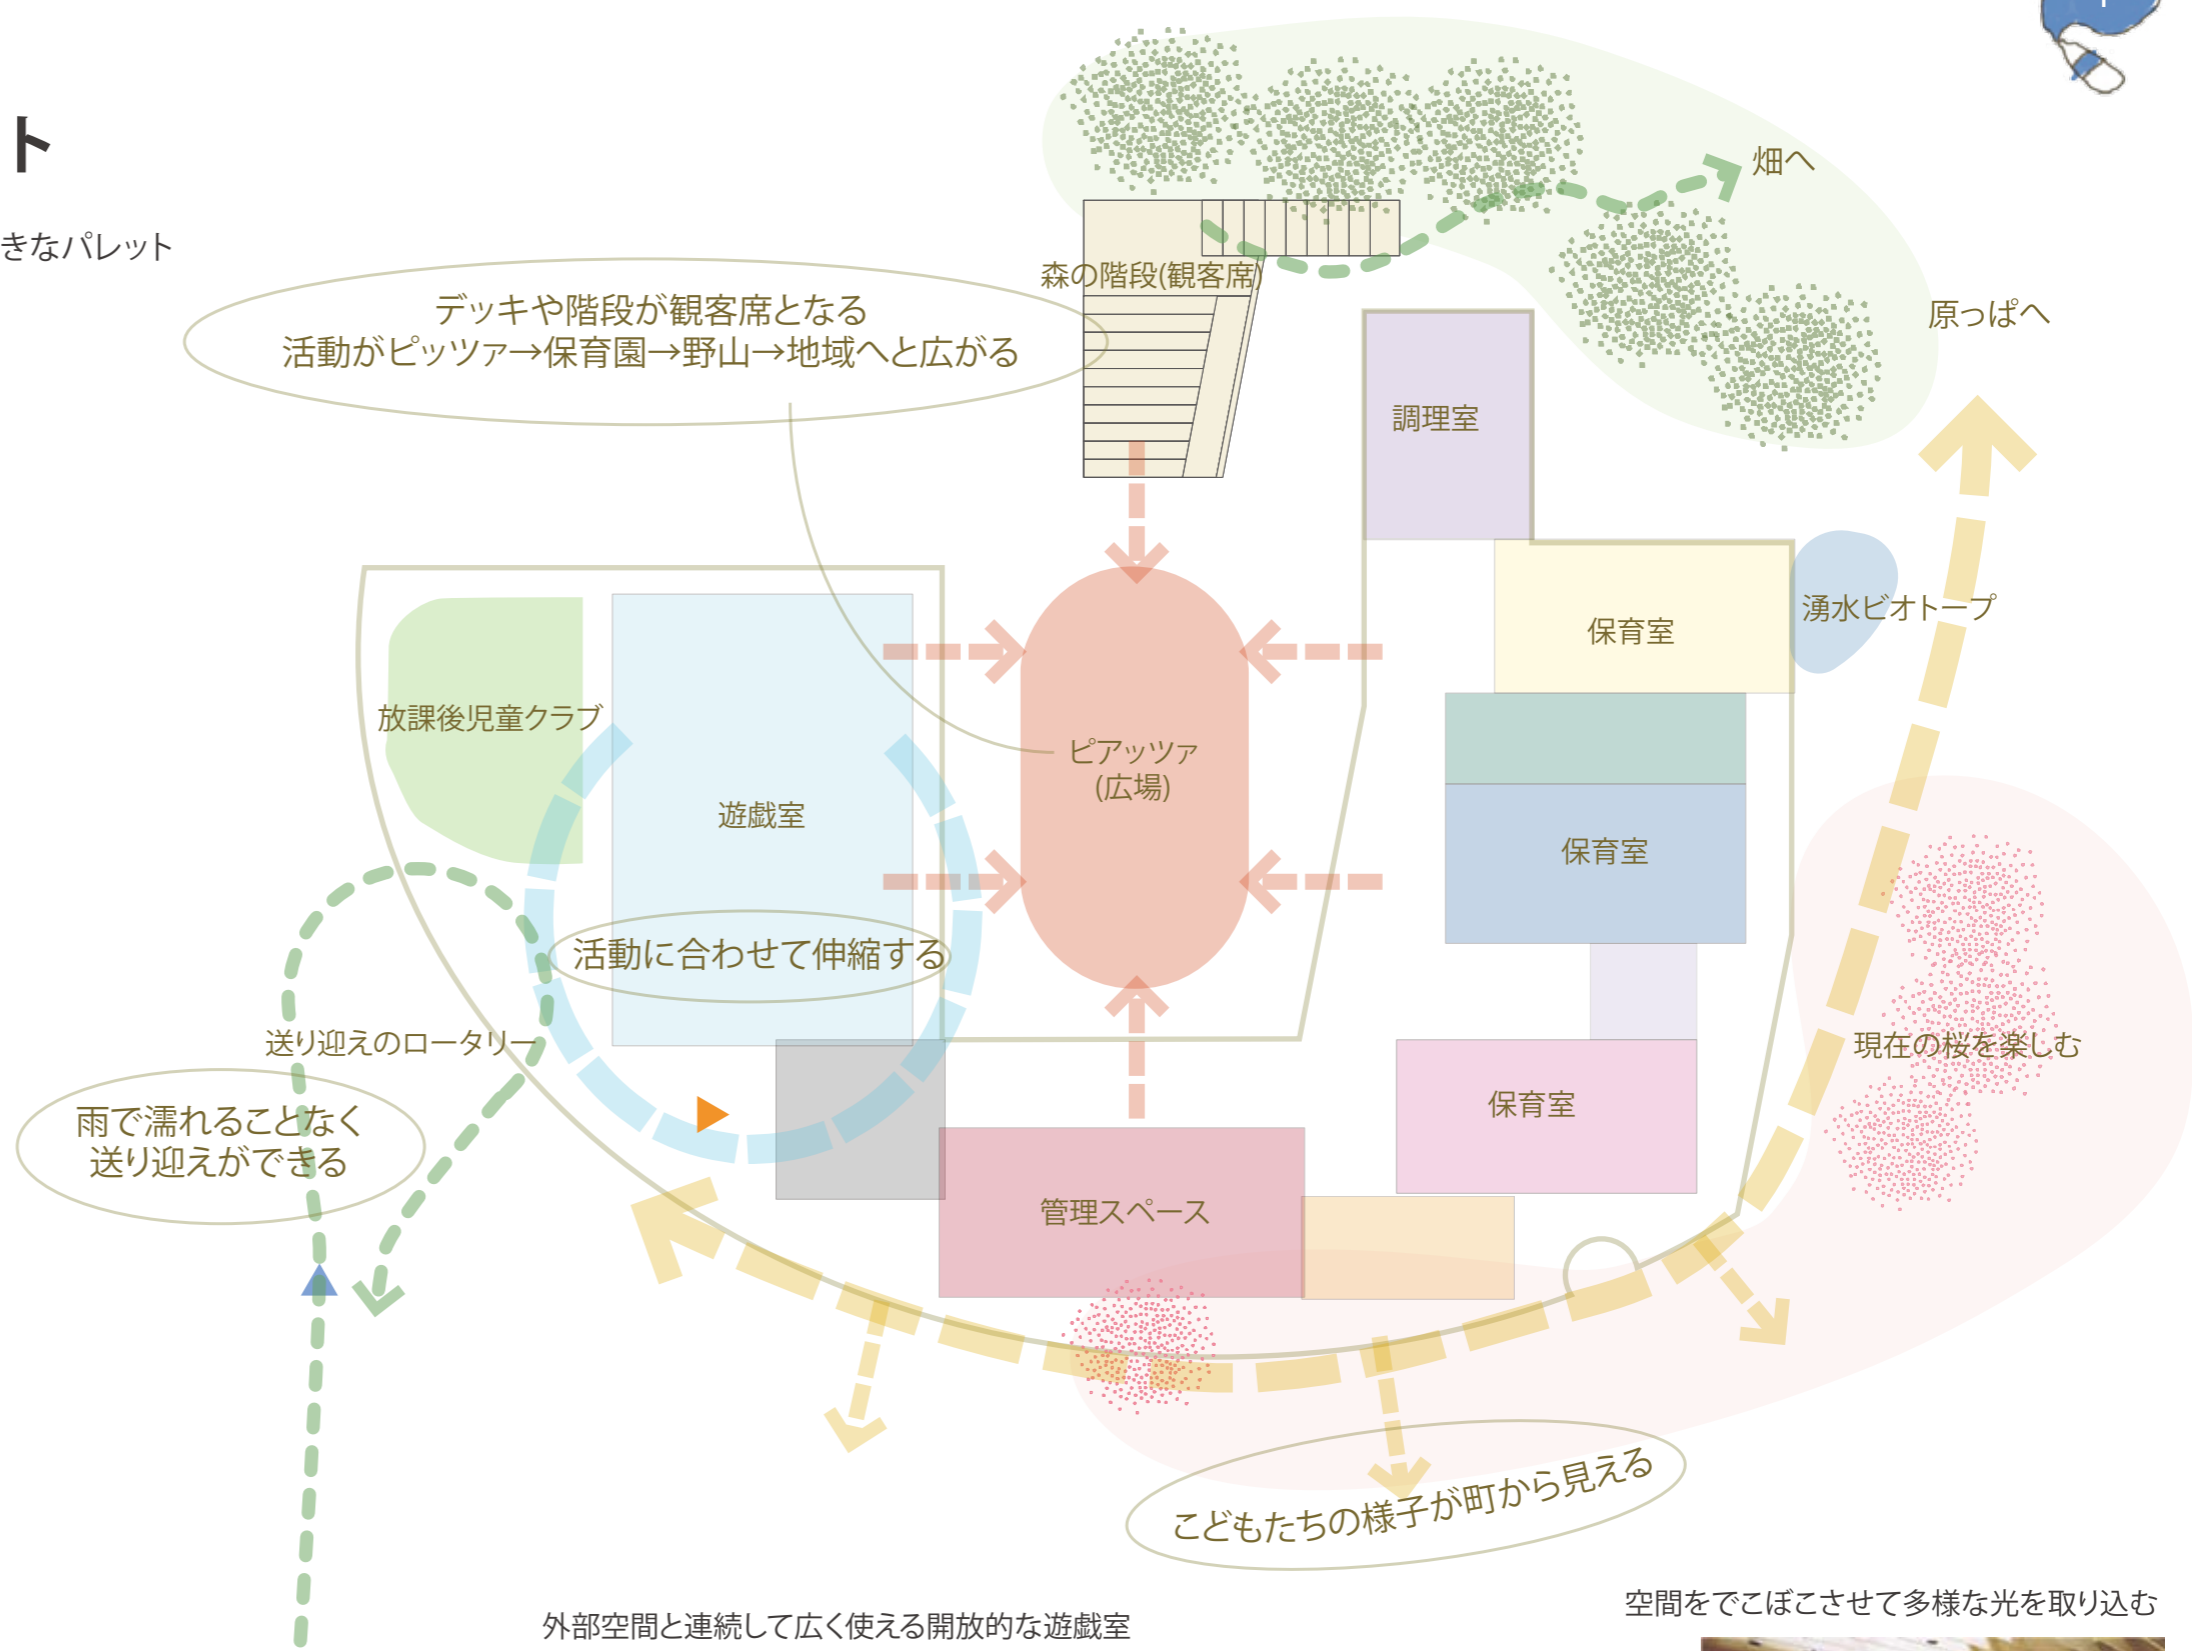 ト
きなパレット
畑へ
森の階段(観客席)
デッキや階段が観客席となる
活動がピッツァ→保育園→野山→地域へと広がる
原っぱへ
調理室
湧水ビオトープ
保育室
放課後児童クラブ
ピアッツァ
(広場)
遊戯室
保育室
活動に合わせて伸縮する
送り迎えのロータリー
現在の桜を楽しむ
雨で濡れることなく
送り迎えができる
保育室
管理スペース
こどもたちの様子が町から見える
空間をでこぼこさせて多様な光を取り込む
外部空間と連続して広く使える開放的な遊戯室